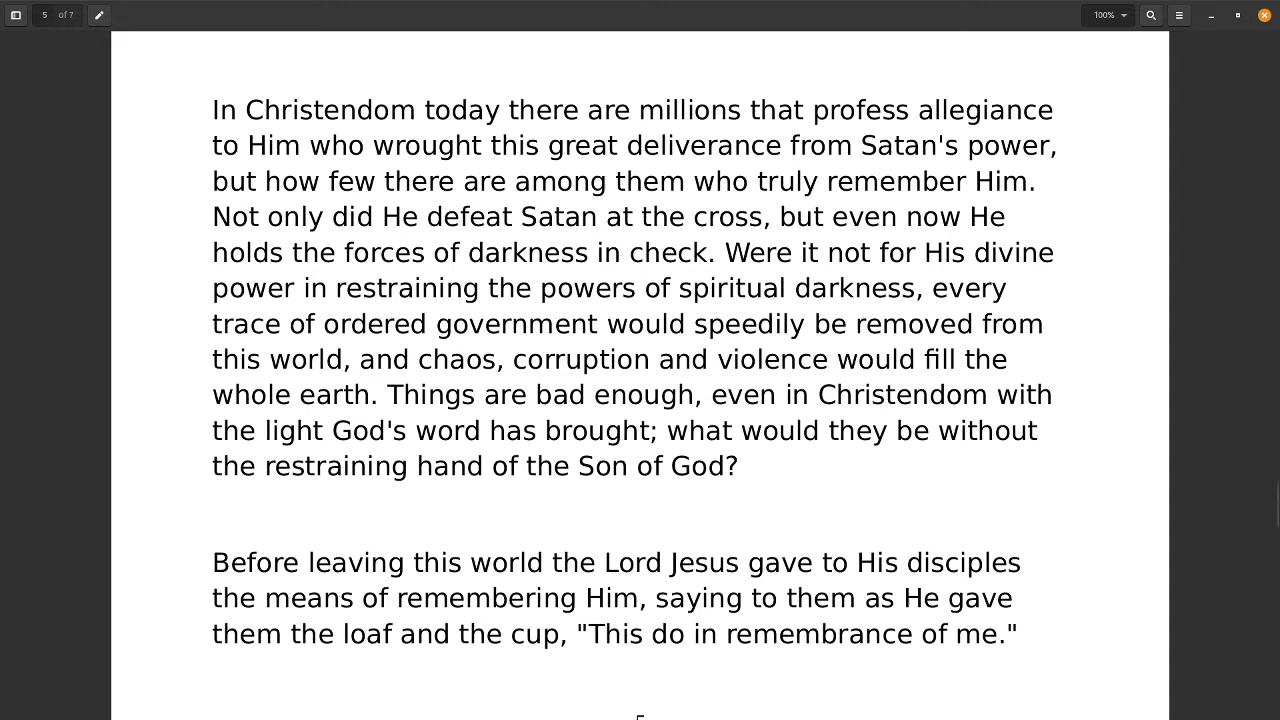 5 of 7
100%
In Christendom today there are millions that profess allegiance
to Him who wrought this great deliverance from Satan's power,
but how few there are among them who truly remember Him.
Not only did He defeat Satan at the cross, but even now He
holds the forces of darkness in check. Were it not for His divine
power in restraining the powers of spiritual darkness, every
trace of ordered government would speedily be removed from
this world, and chaos, corruption and violence would fill the
whole earth. Things are bad enough, even in Christendom with
the light God's word has brought; what would they be without
the restraining hand of the Son of God?
Before leaving this world the Lord Jesus gave to His disciples
the means of remembering Him, saying to them as He gave
them the loaf and the cup, "This do in remembrance of me."